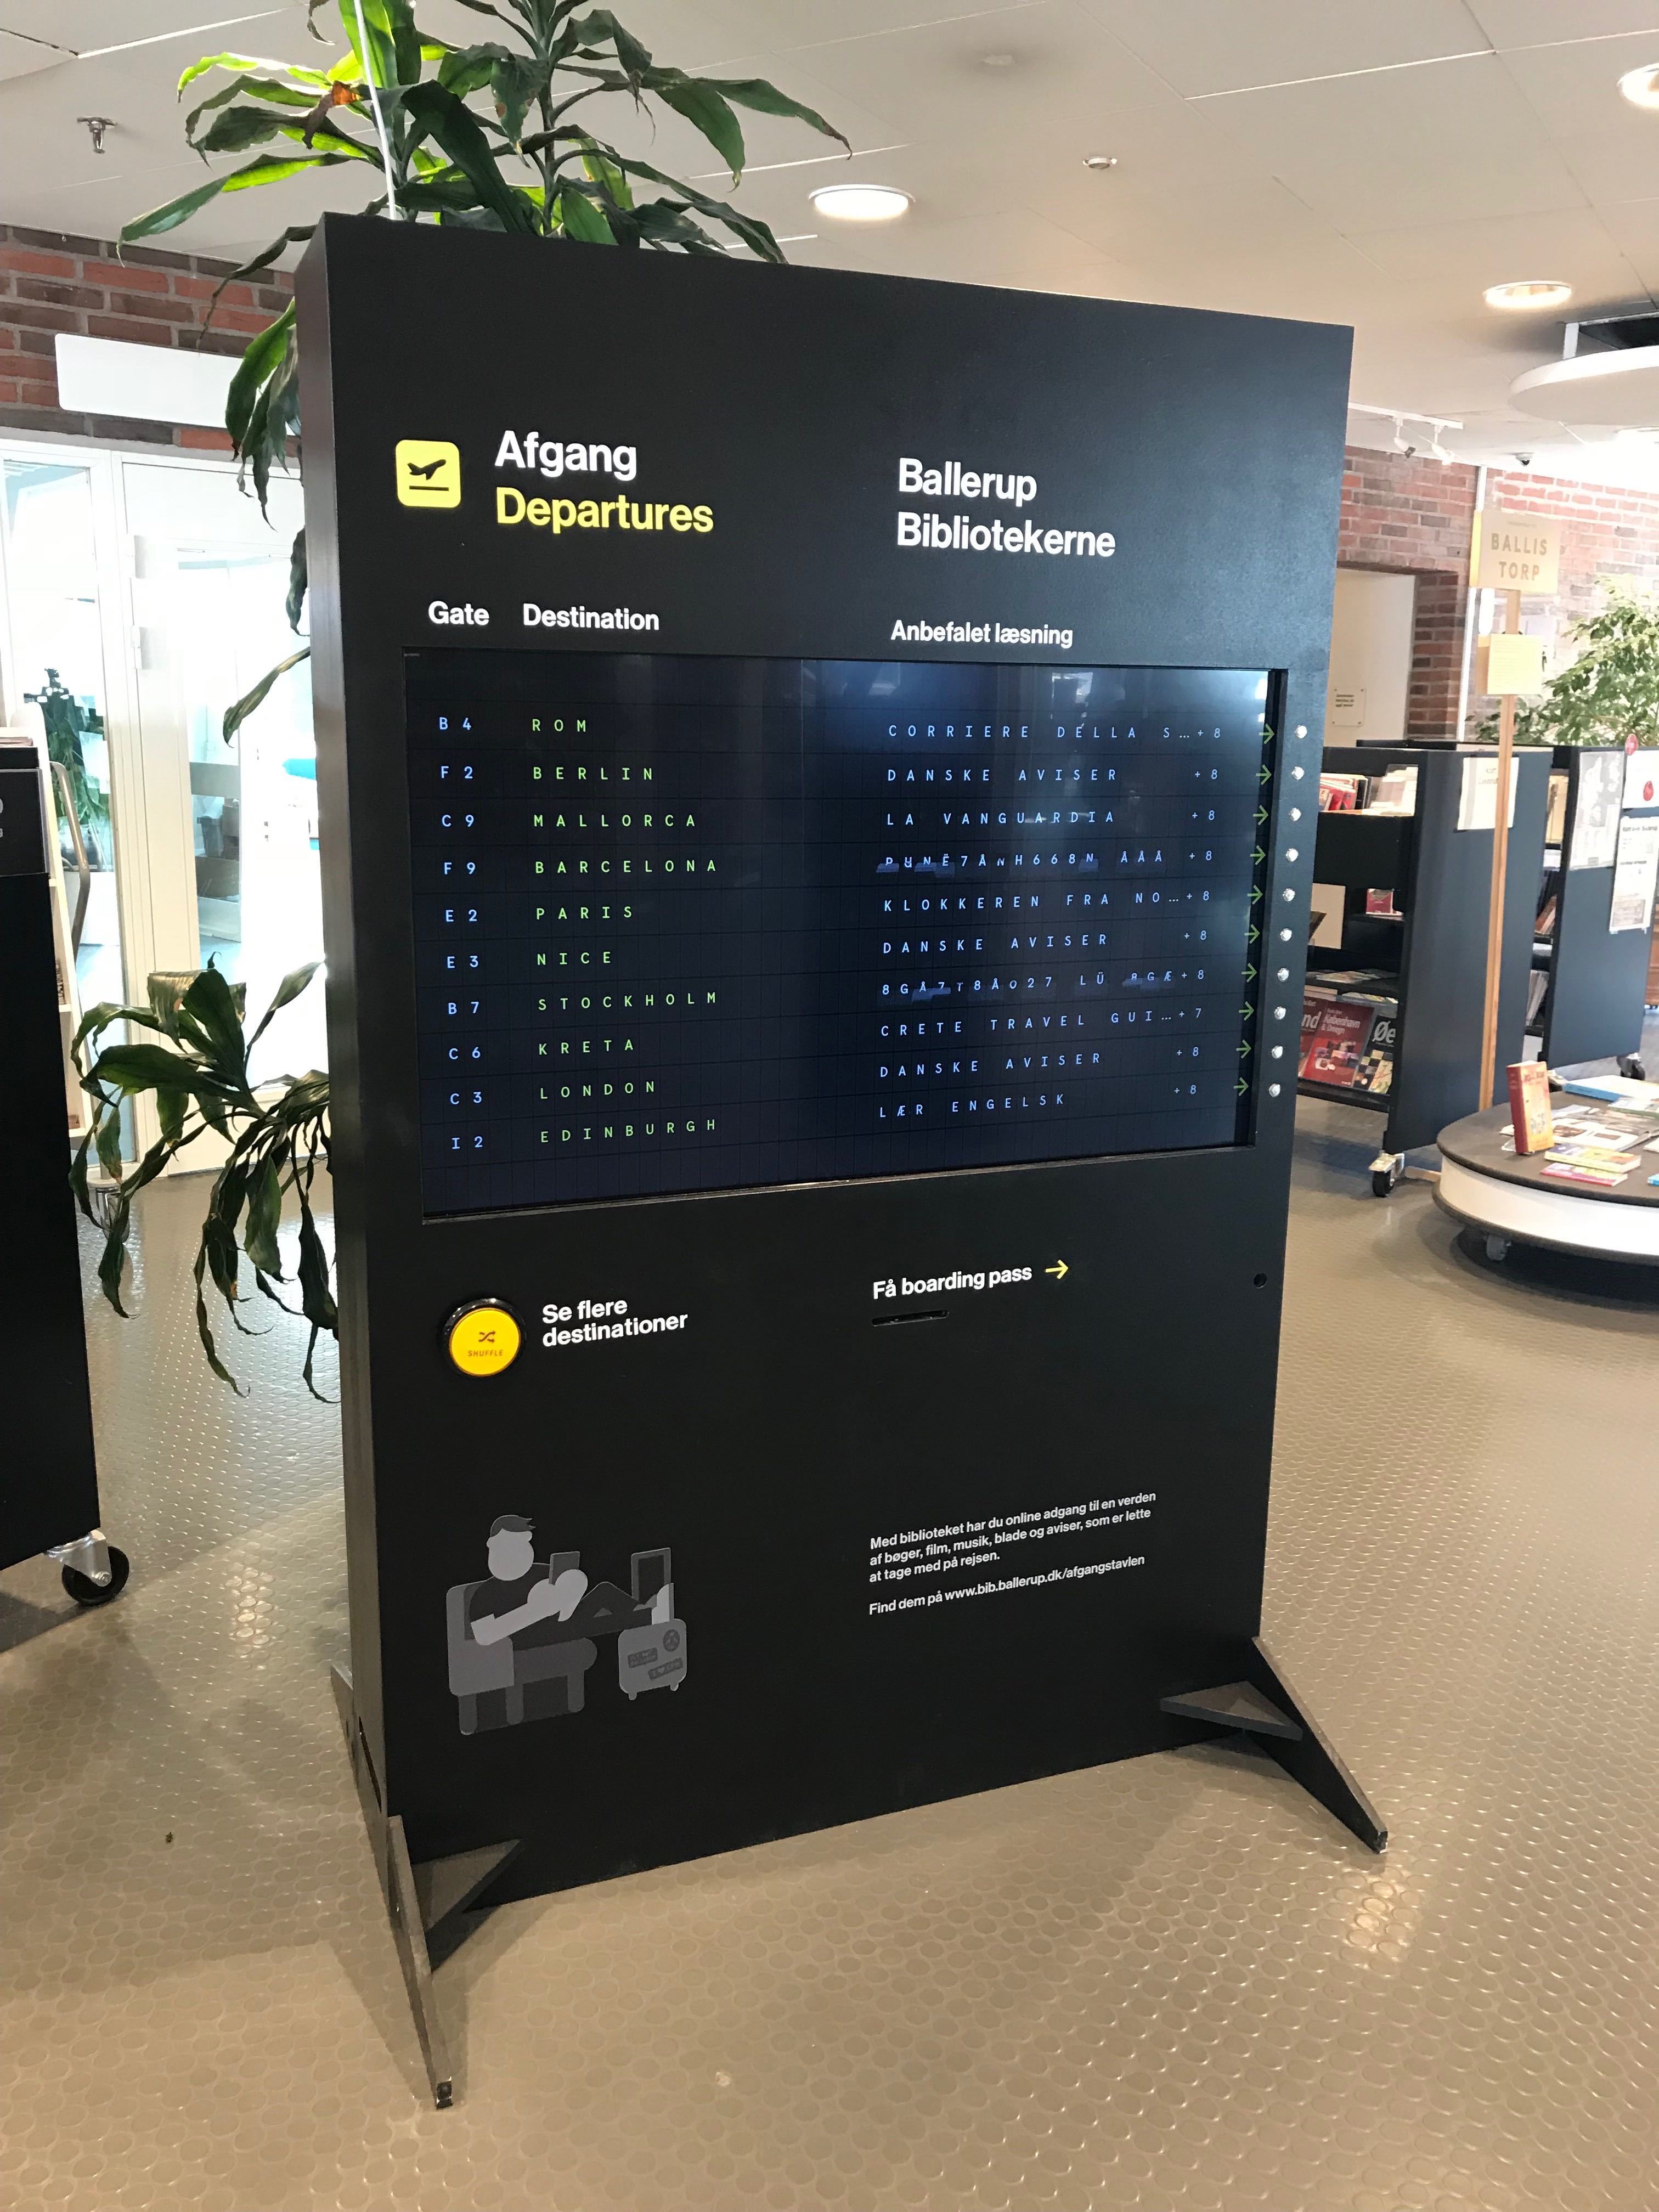 Afgang
Departures
Ballerup
Bibliotekerne
Gate Destination Anbefalet læsning
B 4 ROM CORRIERE DELLA S... + 8
F 2 BERLIN DANSKE AVISER + 8
C 9 MALLORCA LA VANGUARDIA + 8
F 9 BARCELONA + 8
E 2 PARIS KLOKKEREN FRA NO... + 8
E 3 NICE DANSKE AVISER + 8
B 7 STOCKHOLM + 8
C 6 KRETA CRETE TRAVEL GUI... + 7
C 3 LONDON DANSKE AVISER + 8
I 2 EDINBURGH LÆR ENGELSK + 8
SHUFFLE
Se flere
destinationer
Få boarding pass →
Med biblioteket har du online adgang til en verden
af bøger, film, musik, blade og aviser, som er lette
at tage med på rejsen.
Find dem på www.bib.ballerup.dk/afgangstavlen
BALLIS
TORP
København